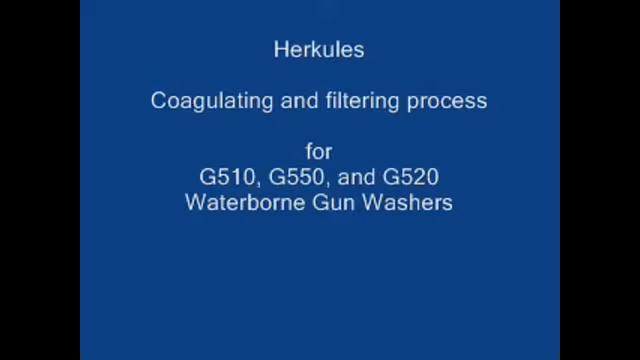 Herkules
Coagulating and filtering process
for
G510, G550, and G520
Waterborne Gun Washers